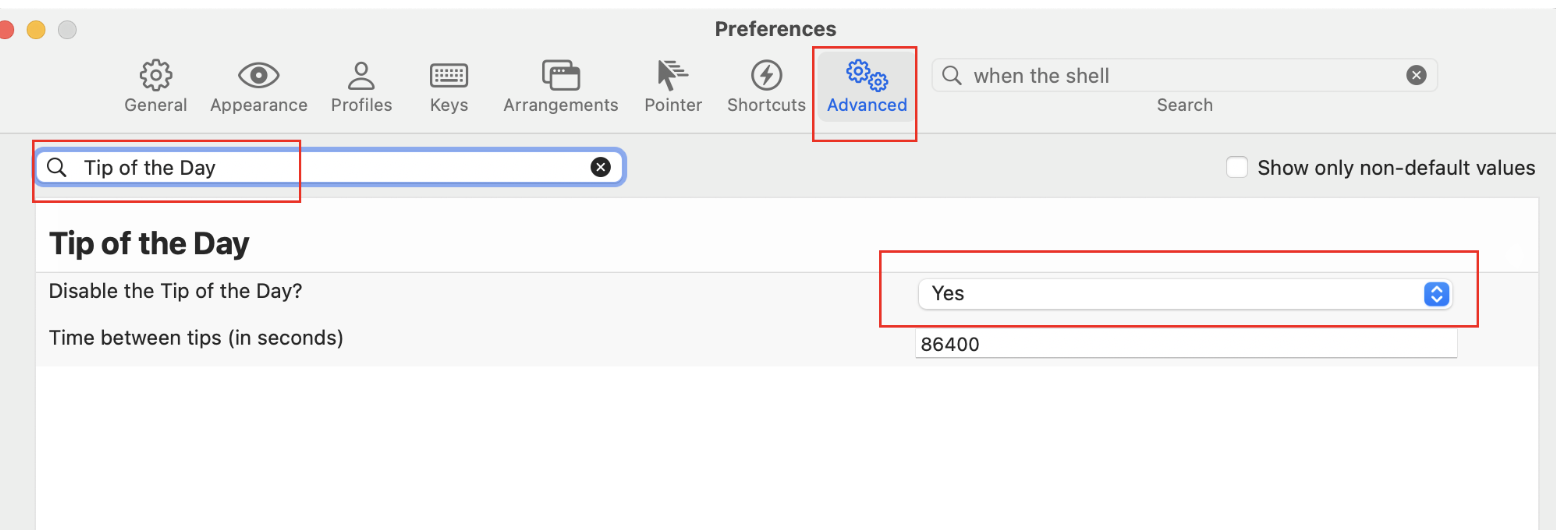 Preferences
General Appearance Profiles Keys Arrangements Pointer Shortcuts Advanced
when the shell
Search
Tip of the Day
Show only non-default values
Tip of the Day
Disable the Tip of the Day? Yes
Time between tips (in seconds) 86400